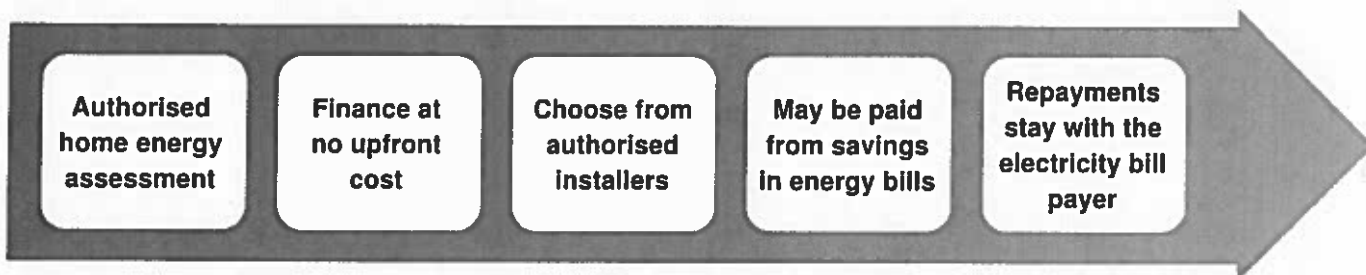 Authorised
home energy
assessment
Finance at
no upfront
cost
Choose from
authorised
installers
May be paid
from savings
in energy bills
Repayments
stay with the
electricity bill
payer